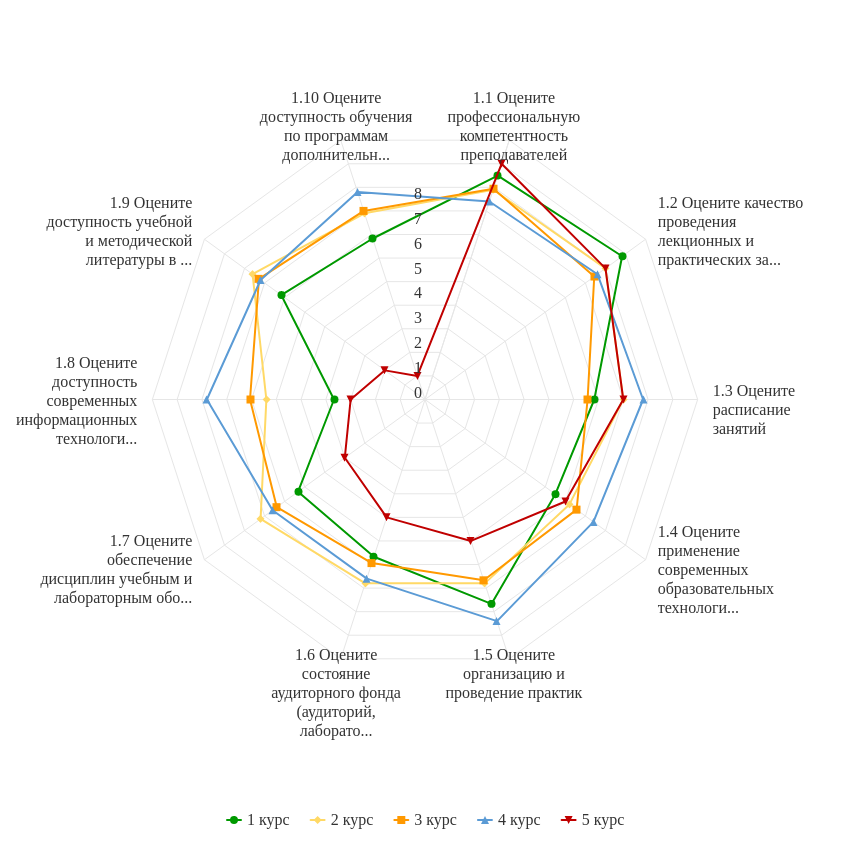 1.10 Оцените
доступность обучения
по программам
дополнительн...
1.1 Оцените
профессиональную
компетентность
преподавателей
1.9 Оцените
доступность учебной
и методической
литературы в ...
1.2 Оцените качество
проведения
лекционных и
практических за...
8
7
6
5
4
3
2
1
0
1.8 Оцените
доступность
современных
информационной
технологи...
1.3 Оцените
расписание
занятий
1.7 Оцените
обеспечение
дисциплин учебным и
лабораторным обо...
1.4 Оцените
применение
современных
образовательных
технологи...
1.6 Оцените
состояние
аудиторного фонда
(аудиторий,
лаборато...
1.5 Оцените
организацию и
проведение практик
1 курс
2 курс
3 курс
4 курс
5 курс